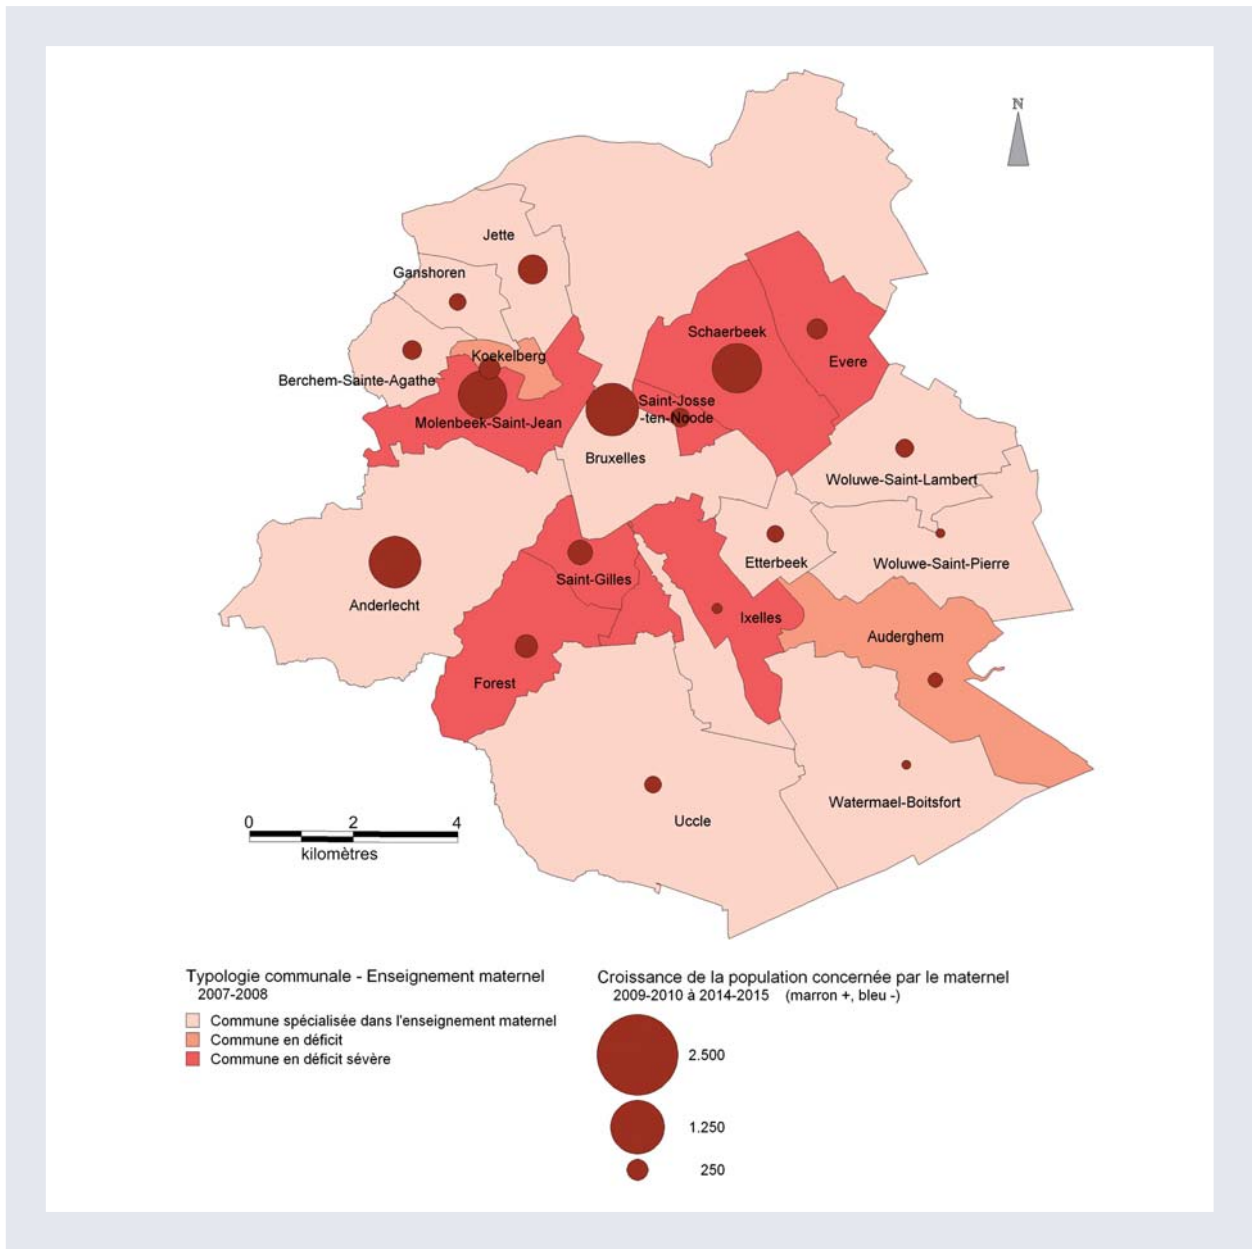 N
Jette
Ganshoren
Koekelberg
Berchem-Sainte-Agathe
Molenbeek-Saint-Jean
Schaerbeek
Evere
Saint-Josse
-ten-Noode
Bruxelles
Woluwe-Saint-Lambert
Etterbeek
Woluwe-Saint-Pierre
Anderlecht
Saint-Gilles
Ixelles
Auderghem
Forest
Watermael-Boitsfort
Uccle
0 2 4
kilomètres
Typologie communale - Enseignement maternel
2007-2008
Commune spécialisée dans l'enseignement maternel
Commune en déficit
Commune en déficit sévère
Croissance de la population concernée par le maternel
2009-2010 à 2014-2015 (marron +, bleu -)
2.500
1.250
250